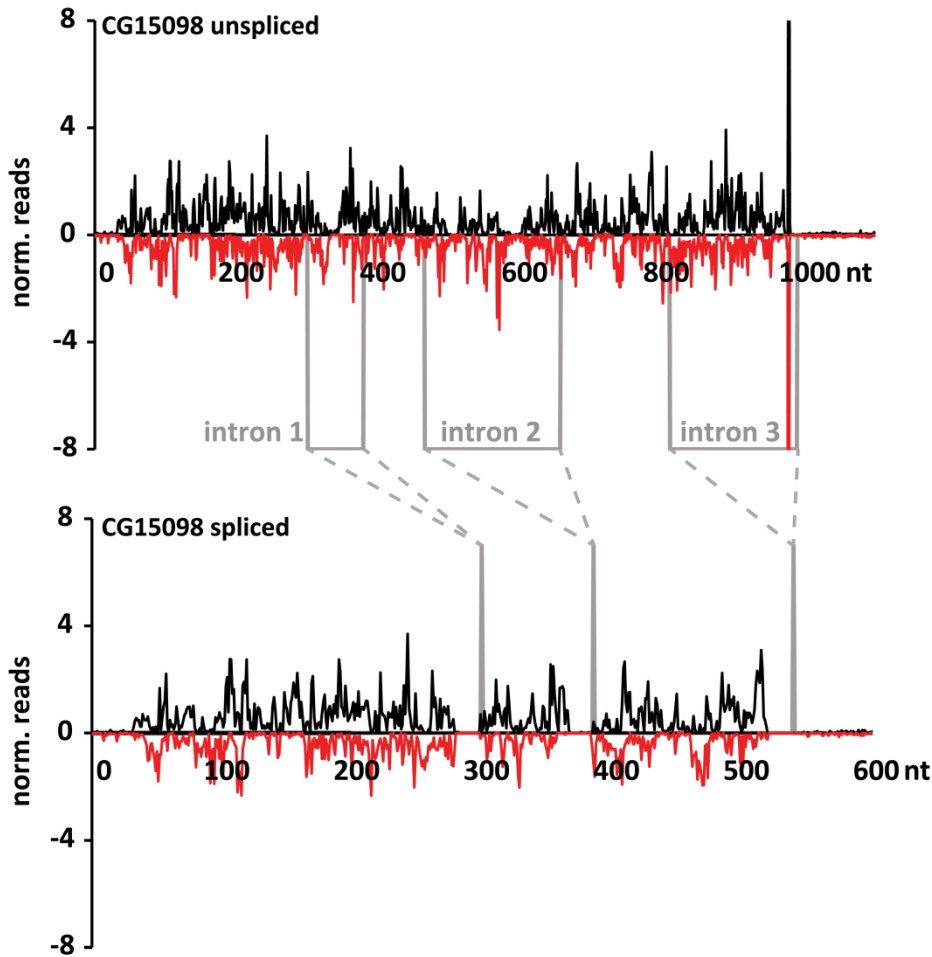 8
CG15098 unspliced
4
norm. reads
0
0 200 400 600 800 1000 nt
-4
intron 1 intron 2 intron 3
-8
8
CG15098 spliced
4
norm. reads
0
0 100 200 300 400 500 600 nt
-4
-8